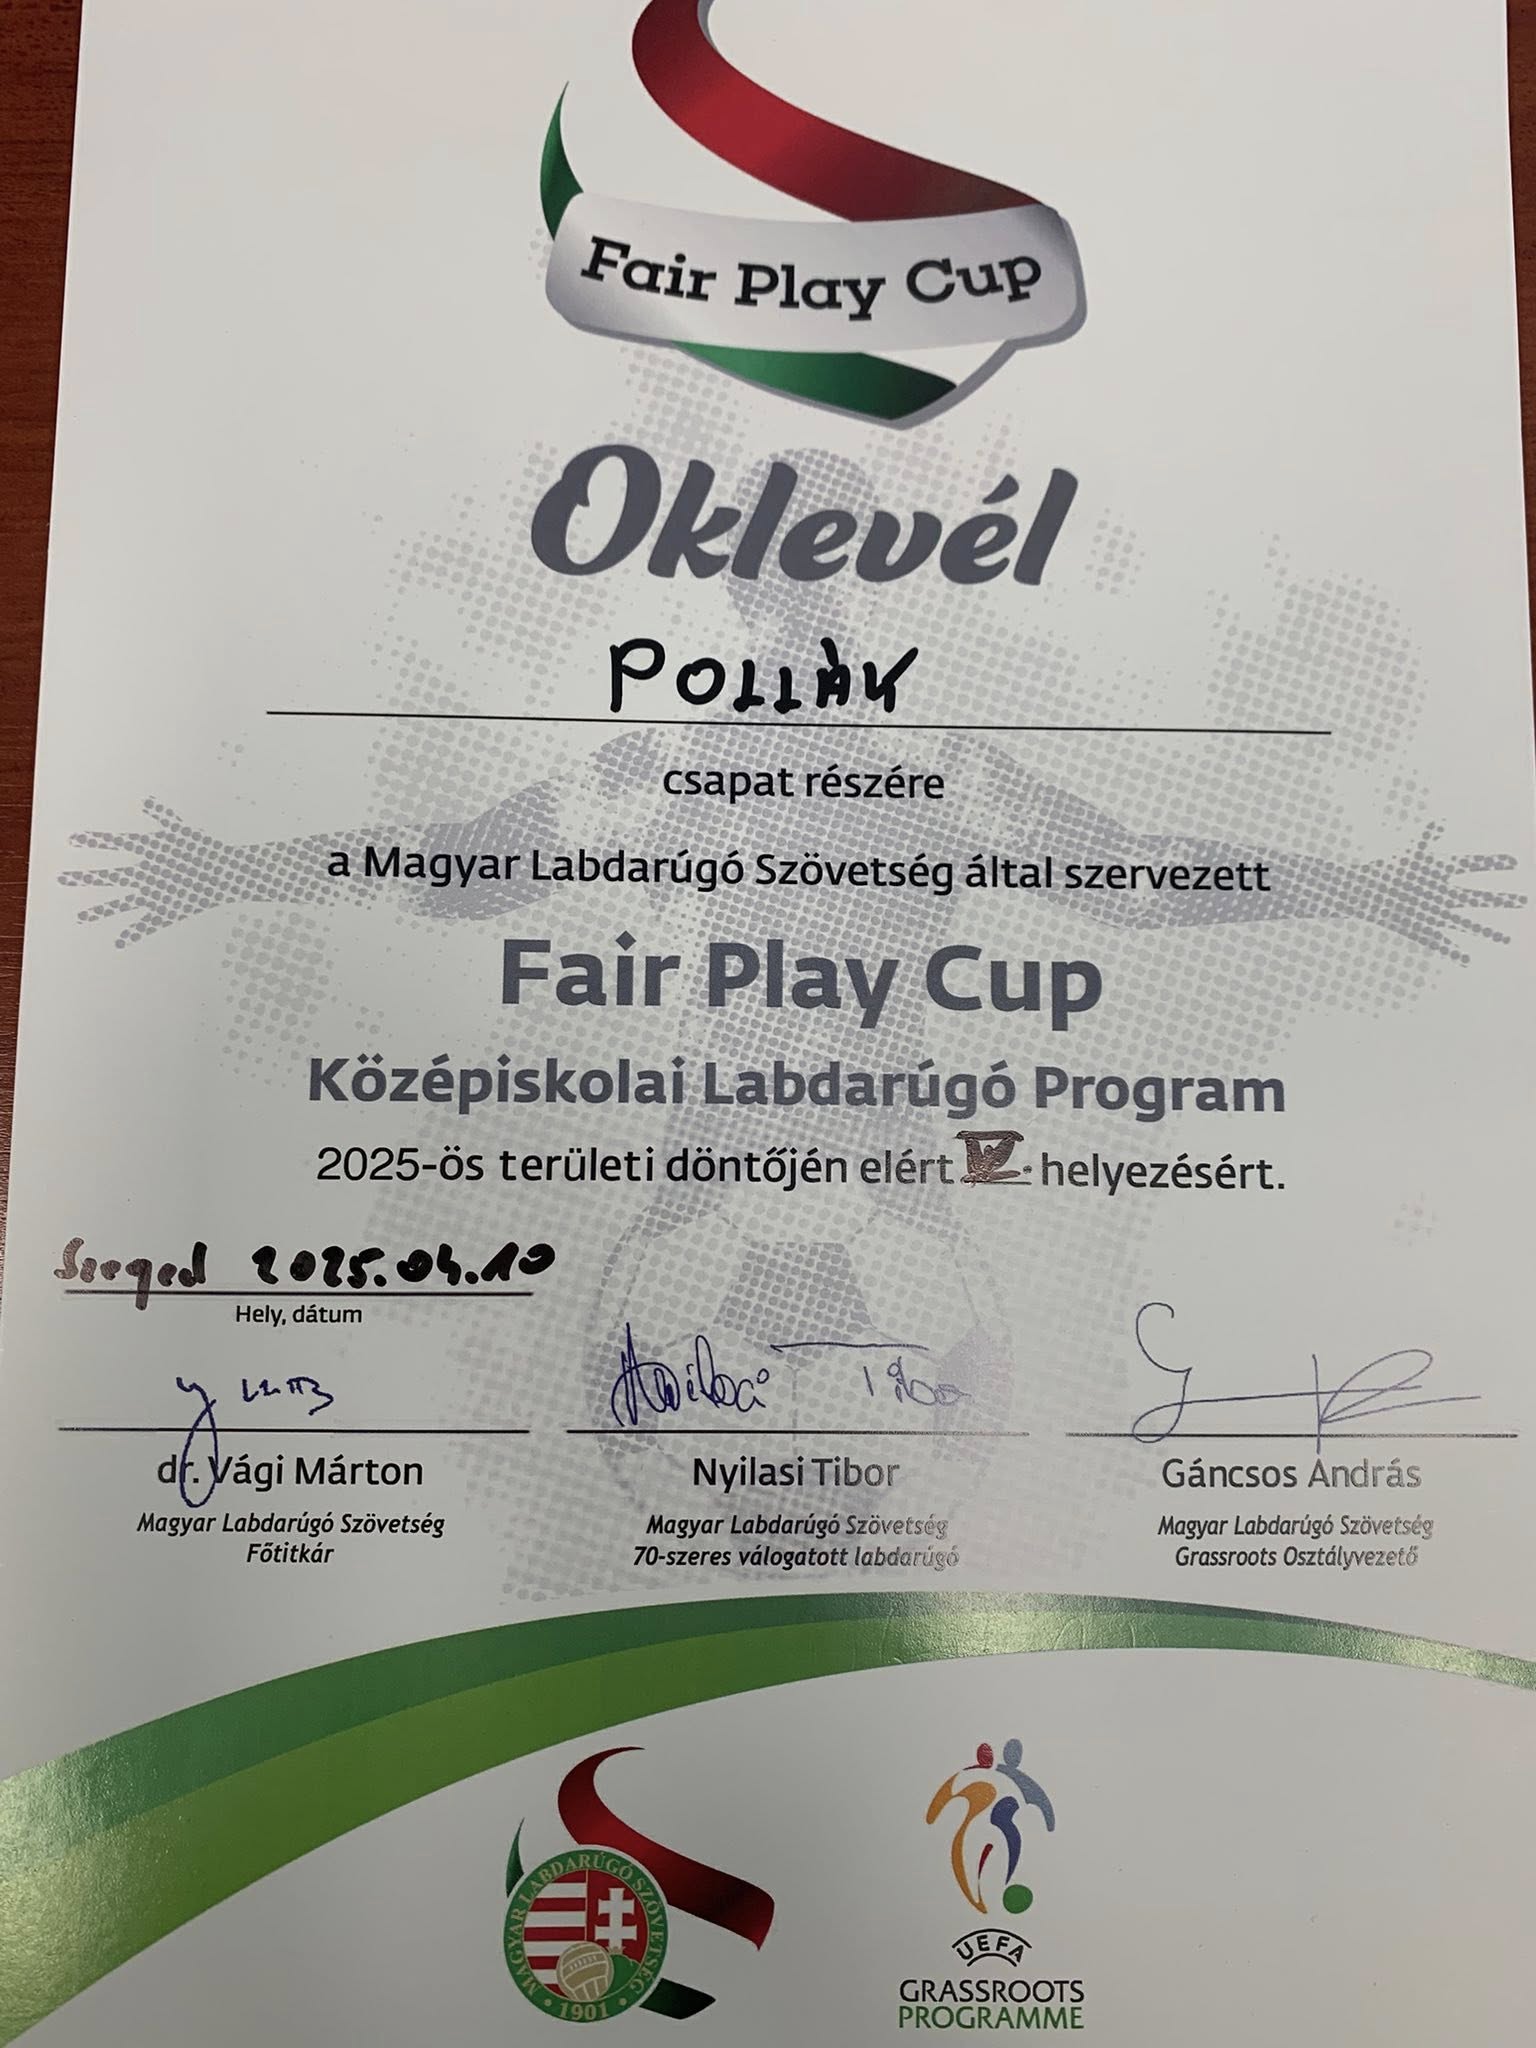 Fair Play Cup
Oklevél
POLLÁK
csapat részére
a Magyar Labdarúgó Szövetség által szervezett
Fair Play Cup
Középiskolai Labdarúgó Program
2025-ös területi döntőjén elért helyezésért.
Szeged 2025.04.10
Hely, dátum
dr. Vági Márton
Magyar Labdarúgó Szövetség
Főtitkár
Nyilasi Tibor
Magyar Labdarúgó Szövetség
70-szeres válogatott labdarúgó
Gáncsos András
Magyar Labdarúgó Szövetség
Grassroots Osztályvezető
MAGYAR LABDARÚGÓ SZÖVETSÉG
• 1901 •
UEFA
GRASSROOTS
PROGRAMME